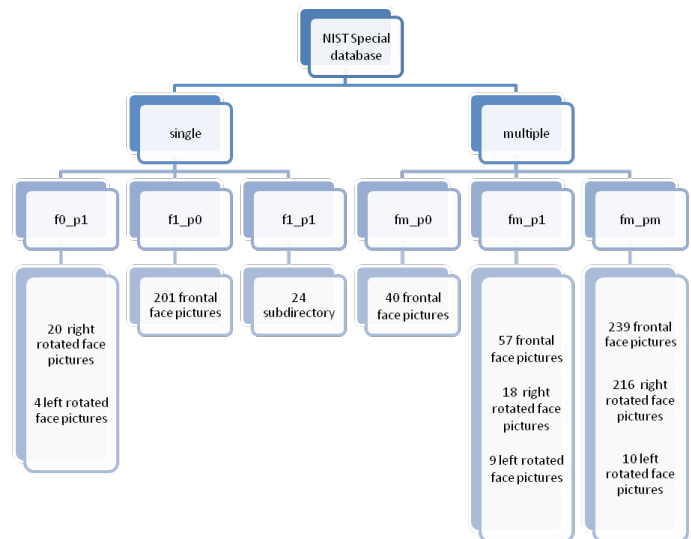 NIST Special
database
single
multiple
f0_p1
f1_p0
f1_p1
fm_p0
fm_p1
fm_pm
20 right
rotated face
pictures
4 left rotated
face pictures
201 frontal
face pictures
24
subdirectory
40 frontal
face pictures
57 frontal
face pictures
18 right
rotated face
pictures
9 left rotated
face pictures
239 frontal
face pictures
216 right
rotated face
pictures
10 left
rotated face
pictures